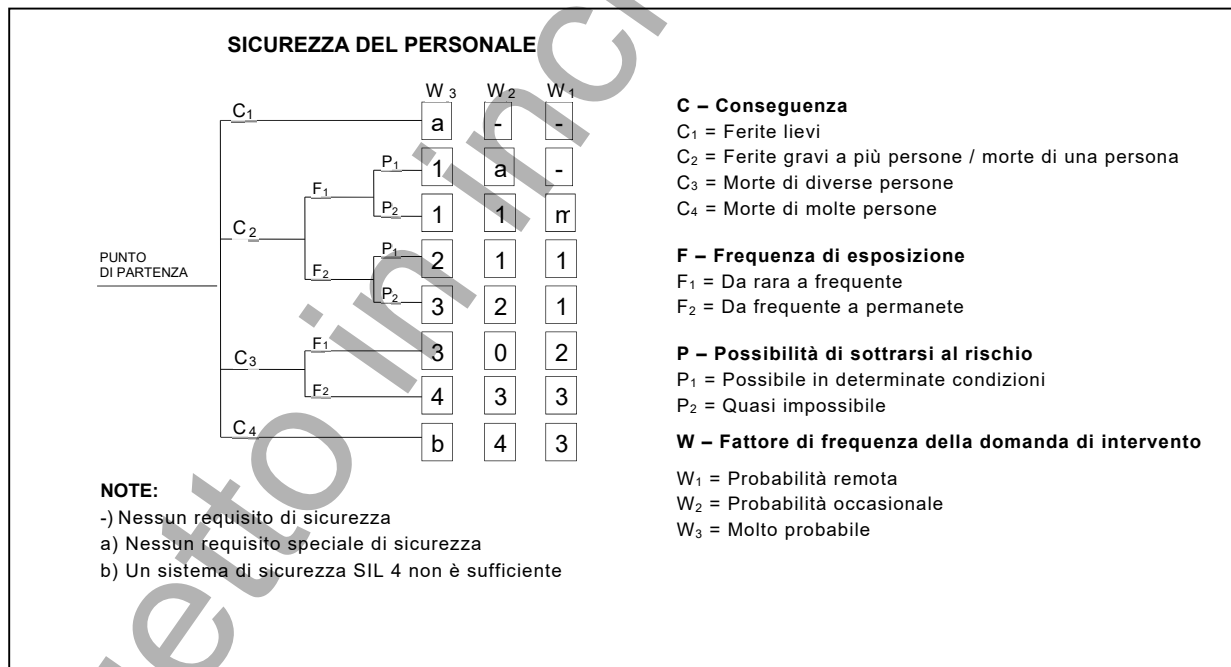 SICUREZZA DEL PERSONALE
W 3 W 2 W 1
C1 a - -
P1 1 a -
F1
P2 1 1 m
C2
P1 2 1 1
PUNTO
DI PARTENZA
F2
P2 3 2 1
F1 3 0 2
C3
F2 4 3 3
C4 b 4 3
NOTE:
-) Nessun requisito di sicurezza
a) Nessun requisito speciale di sicurezza
b) Un sistema di sicurezza SIL 4 non è sufficiente
C – Conseguenza
C1 = Ferite lievi
C2 = Ferite gravi a più persone / morte di una persona
C3 = Morte di diverse persone
C4 = Morte di molte persone
F – Frequenza di esposizione
F1 = Da rara a frequente
F2 = Da frequente a permanete
P – Possibilità di sottrarsi al rischio
P1 = Possibile in determinate condizioni
P2 = Quasi impossibile
W – Fattore di frequenza della domanda di intervento
W1 = Probabilità remota
W2 = Probabilità occasionale
W3 = Molto probabile
etto in inc